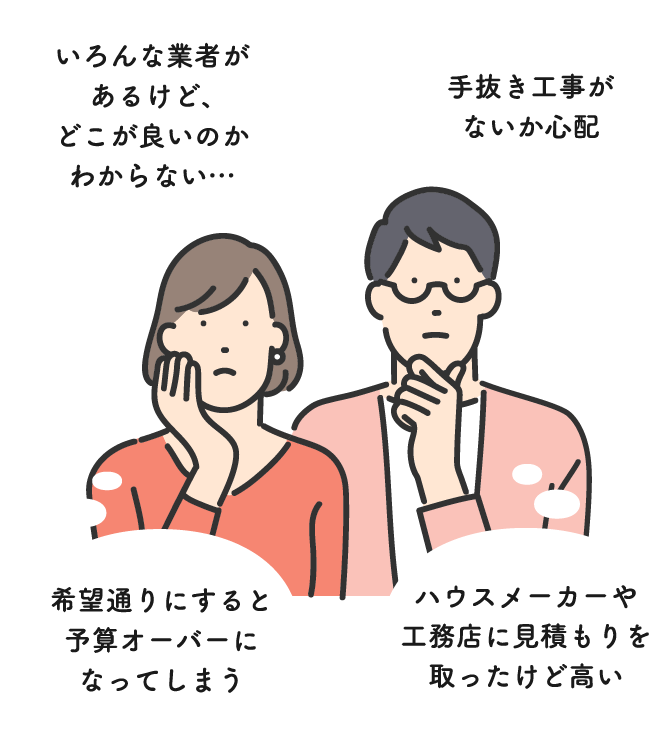 いろんな業者が
あるけど、
どこが良いのか
わからない…
手抜き工事が
ないか心配
希望通りにすると
予算オーバーに
なってしまう
ハウスメーカーや
工務店に見積もりを
取ったけど高い